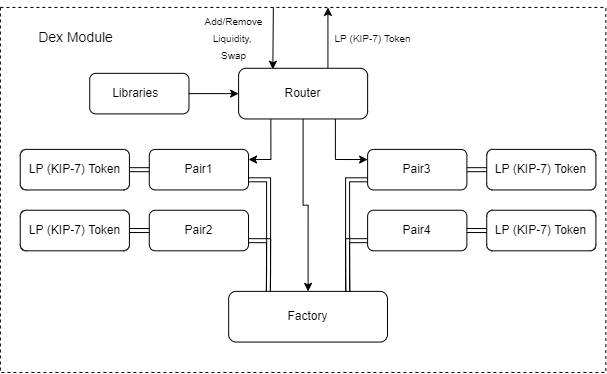 Add/Remove
Liquidity,
Swap
LP (KIP-7) Token
Dex Module
Libraries
Router
LP (KIP-7) Token
Pair1
Pair3
LP (KIP-7) Token
LP (KIP-7) Token
Pair2
Pair4
LP (KIP-7) Token
Factory